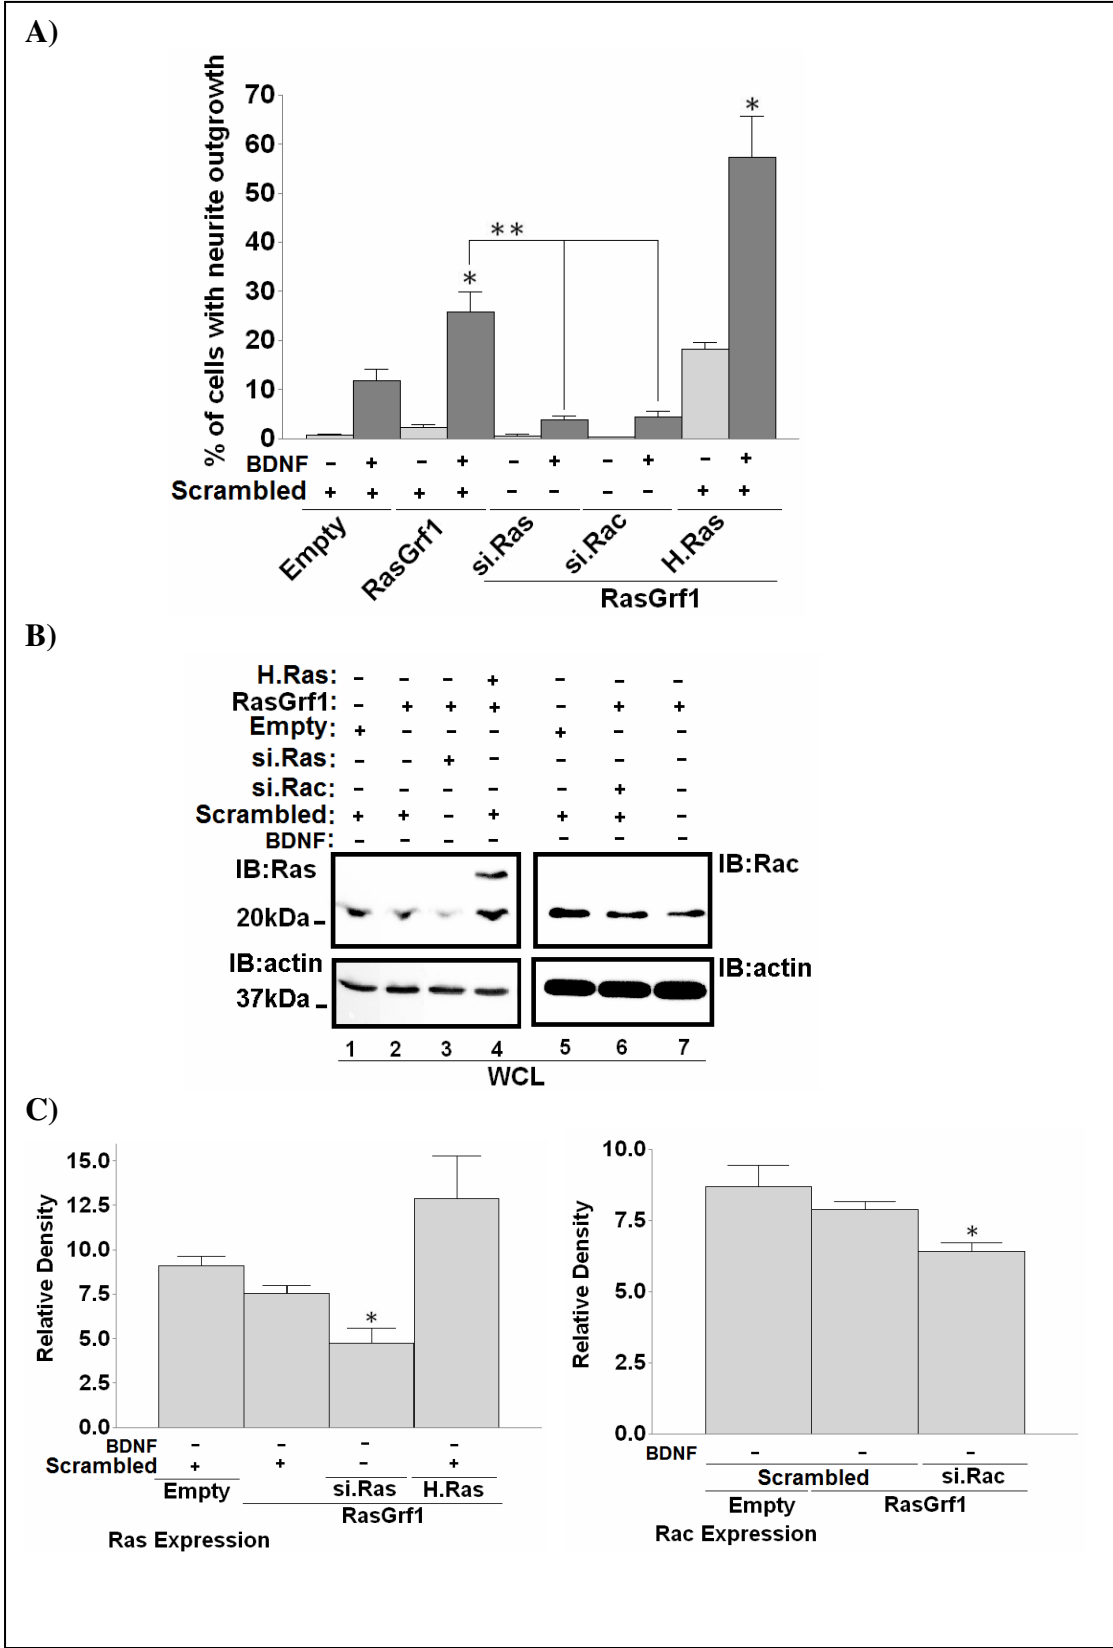 A)
% of cells with neurite outgrowth
70
60
50
40
30
20
10
0
*
**
*
BDNF - + - + - + - + - +
Scrambled + + + + - - - - + +
Empty RasGrf1 si.Ras si.Rac H.Ras
RasGrf1
B)
H.Ras: - - - + - - -
RasGrf1: - + + + - + +
Empty: + - - - + - -
si.Ras: - - + - - - -
si.Rac: - - - - - + -
Scrambled: + + - + + + -
BDNF: - - - - - - -
IB:Ras IB:Rac
20kDa -
IB:actin IB:actin
37kDa -
1 2 3 4 5 6 7
WCL
C)
Relative Density
15.0
12.5
10.0
7.5
5.0
2.5
0.0
*
BDNF - - - -
Scrambled + + - +
Empty si.Ras H.Ras
RasGrf1
Ras Expression
Relative Density
10.0
7.5
5.0
2.5
0.0
*
BDNF - - -
Scrambled si.Rac
Empty RasGrf1
Rac Expression